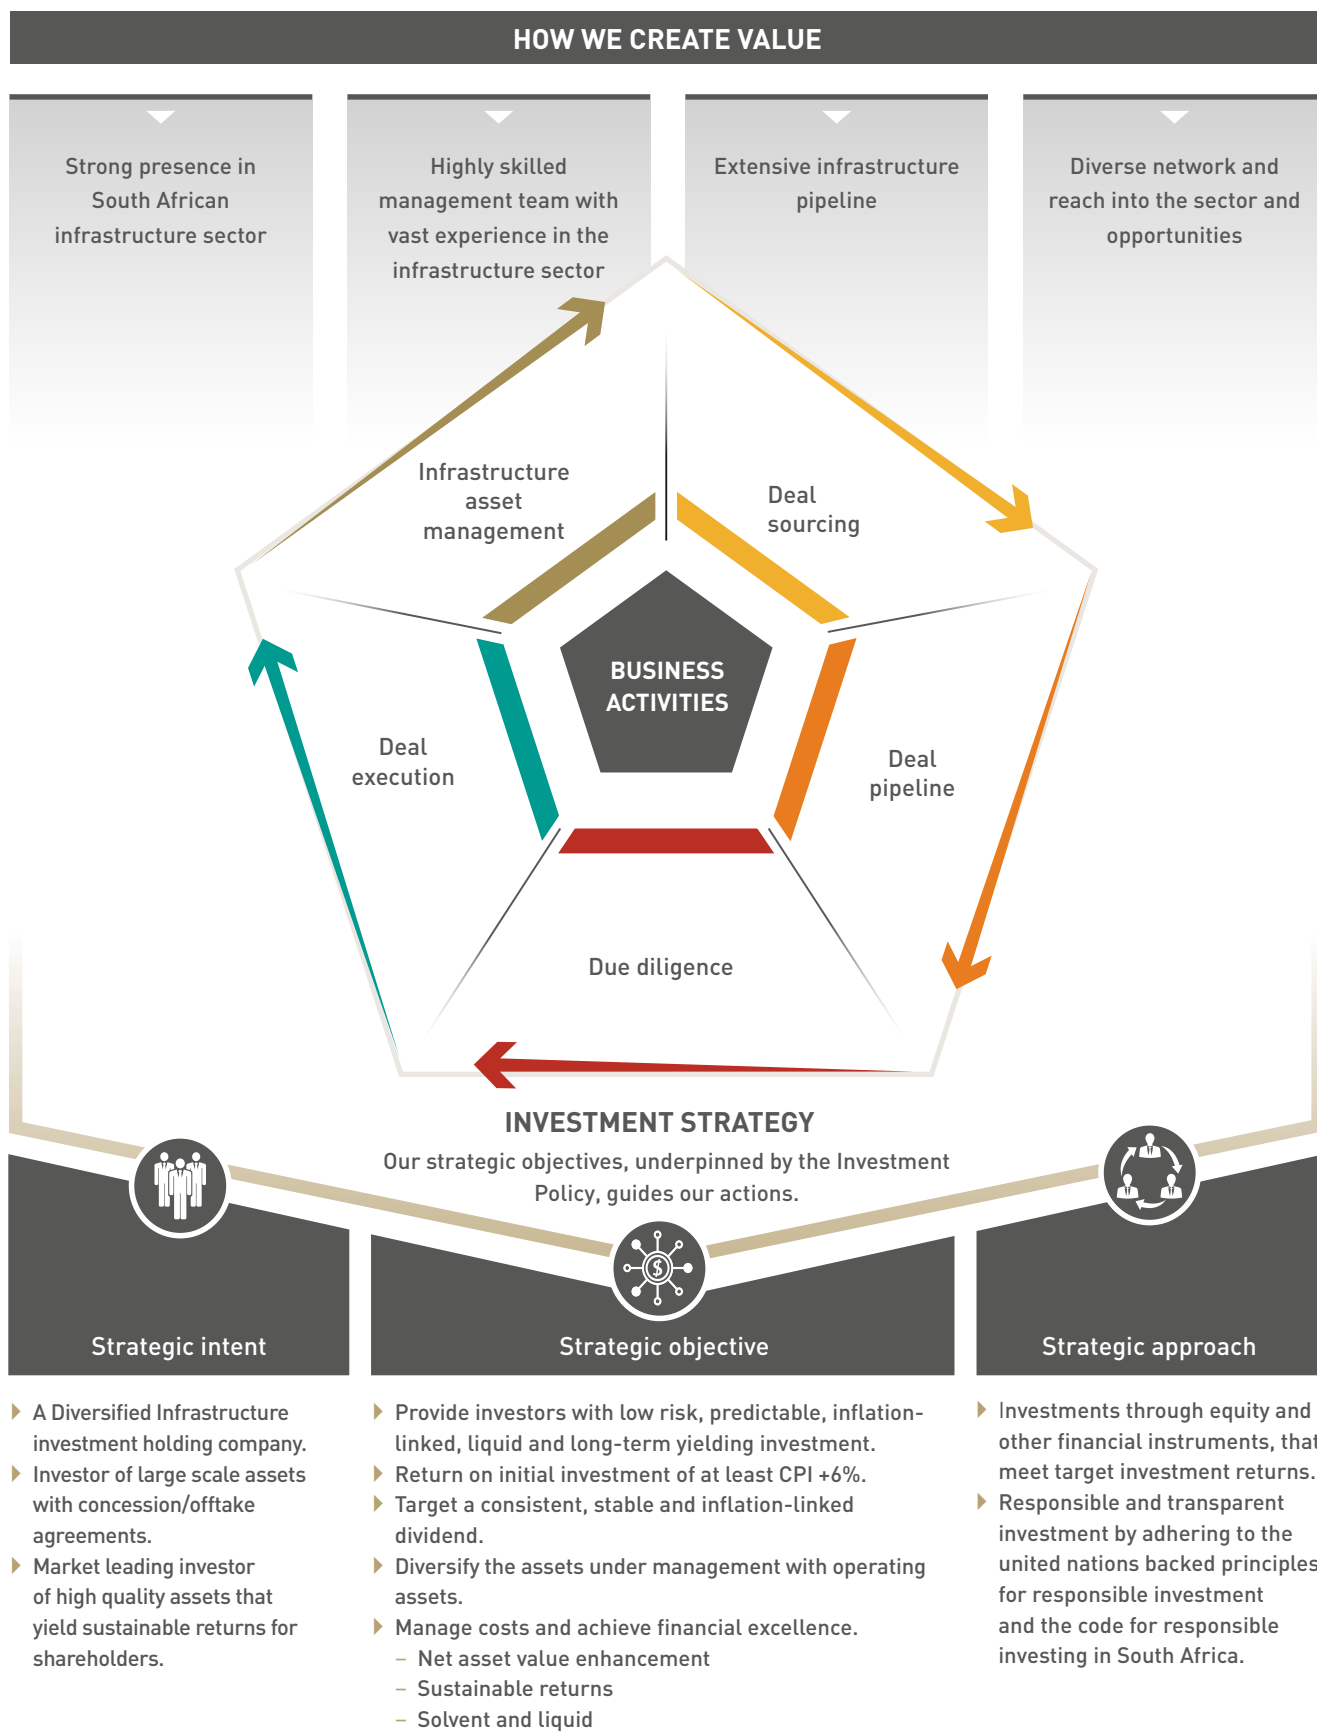 HOW WE CREATE VALUE
Strong presence in
South African
infrastructure sector
Highly skilled
management team with
vast experience in the
infrastructure sector
Extensive infrastructure
pipeline
Diverse network and
reach into the sector and
opportunities
Infrastructure
asset
management
Deal
sourcing
BUSINESS
ACTIVITIES
Deal
execution
Deal
pipeline
Due diligence
INVESTMENT STRATEGY
Our strategic objectives, underpinned by the Investment
Policy, guides our actions.
$
Strategic intent
A Diversified Infrastructure
investment holding company.
Investor of large scale assets
with concession/offtake
agreements.
Market leading investor
of high quality assets that
yield sustainable returns for
shareholders.
Strategic objective
Provide investors with low risk, predictable, inflation-
linked, liquid and long-term yielding investment.
Return on initial investment of at least CPI +6%.
Target a consistent, stable and inflation-linked
dividend.
Diversify the assets under management with operating
assets.
Manage costs and achieve financial excellence.
– Net asset value enhancement
– Sustainable returns
– Solvent and liquid
Strategic approach
Investments through equity and
other financial instruments, that
meet target investment returns.
Responsible and transparent
investment by adhering to the
united nations backed principles
for responsible investment
and the code for responsible
investing in South Africa.